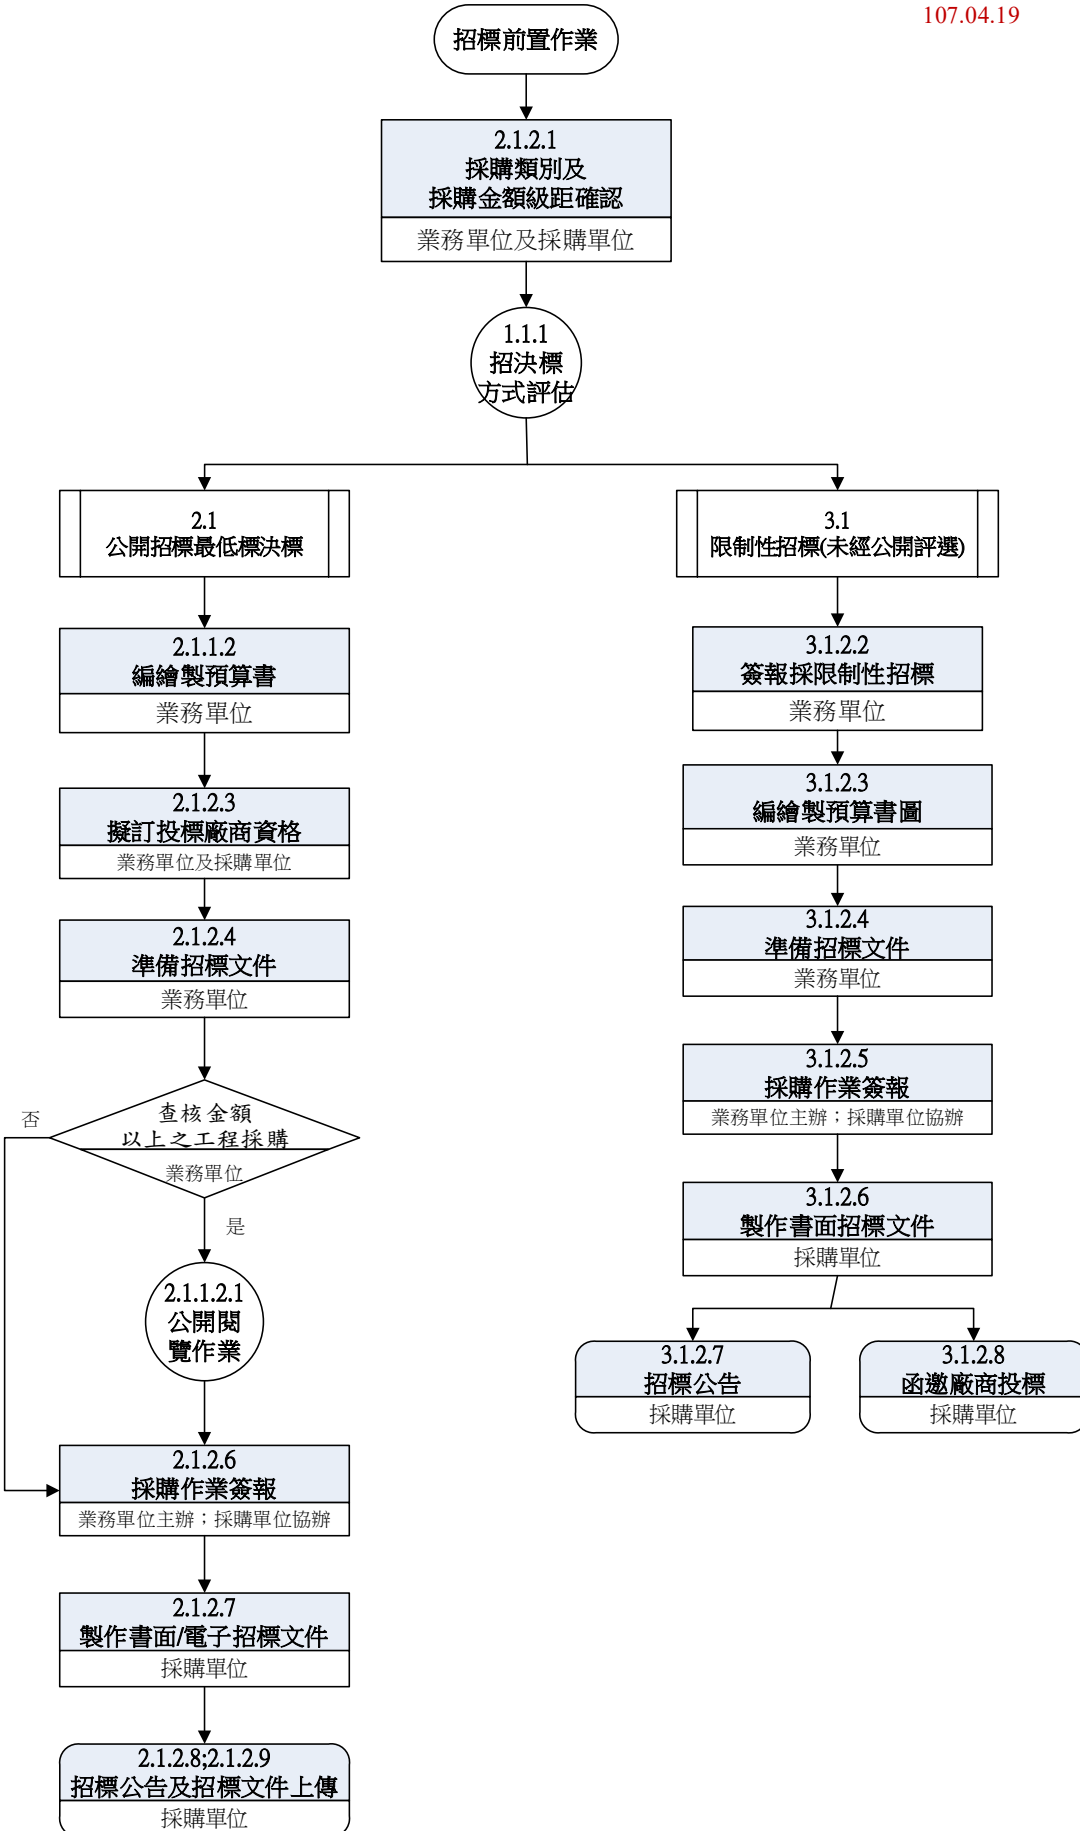 107.04.19
招標前置作業
2.1.2.1
採購類別及
採購金額級距確認
業務單位及採購單位
1.1.1
招決標
方式評估
2.1
公開招標最低標決標
2.1.1.2
編繪製預算書
業務單位
2.1.2.3
擬訂投標廠商資格
業務單位及採購單位
2.1.2.4
準備招標文件
業務單位
查核金額
以上之工程採購
業務單位
否
是
2.1.1.2.1
公開閱
覽作業
2.1.2.6
採購作業簽報
業務單位主辦；採購單位協辦
2.1.2.7
製作書面/電子招標文件
採購單位
2.1.2.8;2.1.2.9
招標公告及招標文件上傳
採購單位
3.1
限制性招標(未經公開評選)
3.1.2.2
簽報採限制性招標
業務單位
3.1.2.3
編繪製預算書圖
業務單位
3.1.2.4
準備招標文件
業務單位
3.1.2.5
採購作業簽報
業務單位主辦；採購單位協辦
3.1.2.6
製作書面招標文件
採購單位
3.1.2.7
招標公告
採購單位
3.1.2.8
函邀廠商投標
採購單位